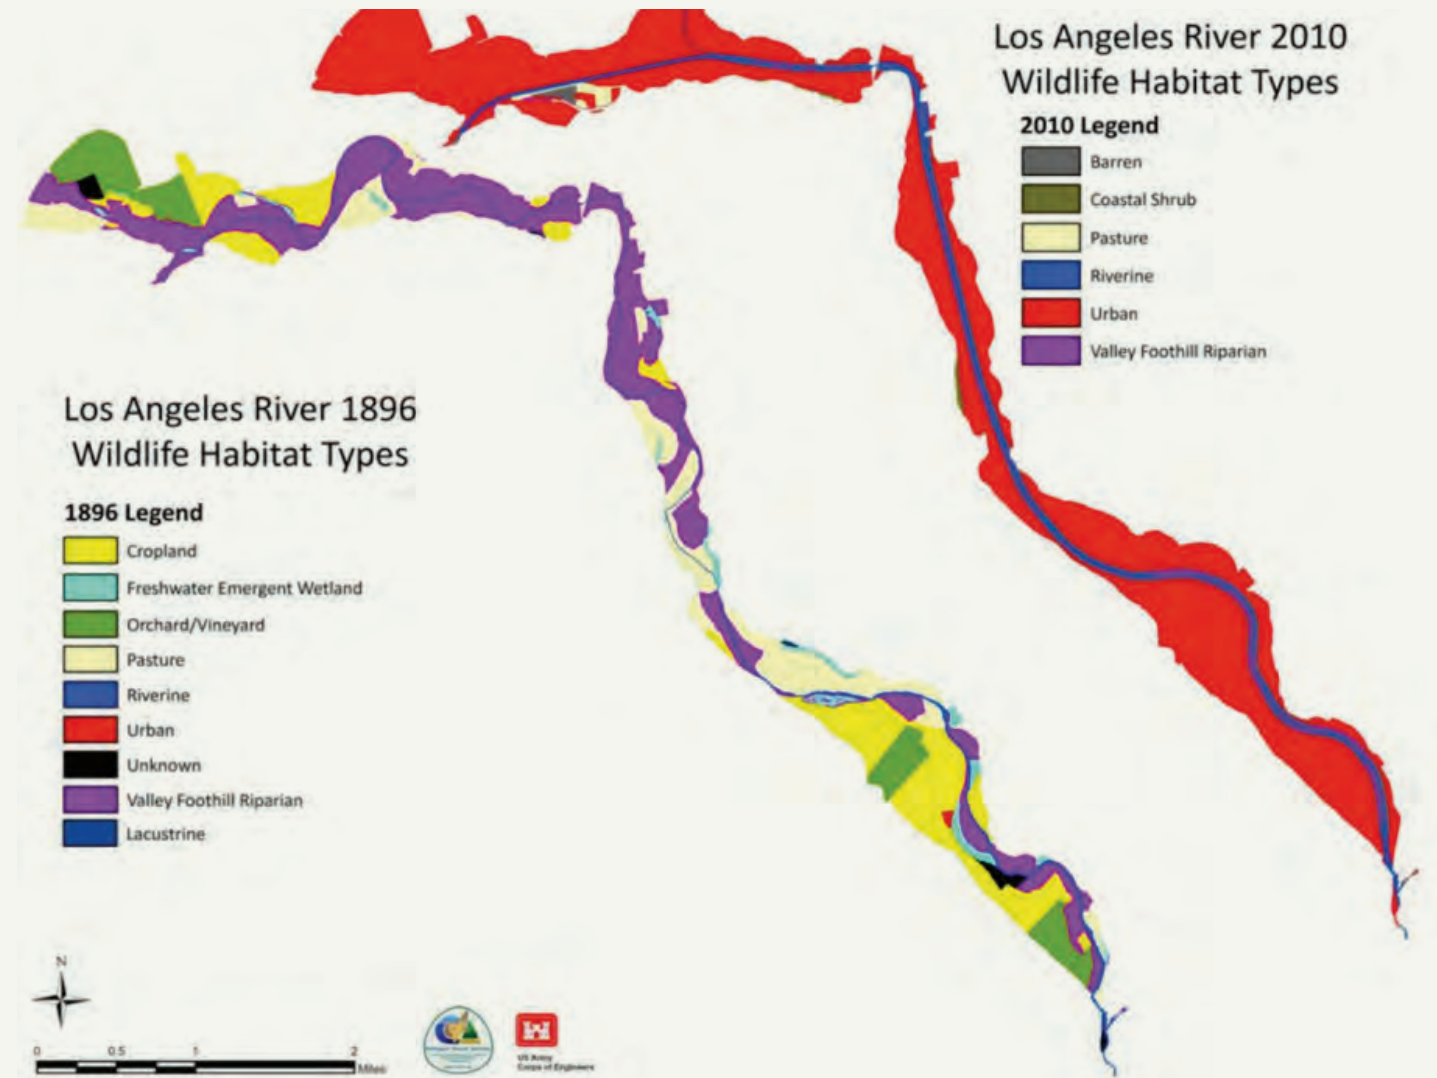 Los Angeles River 2010
Wildlife Habitat Types
2010 Legend
Barren
Coastal Shrub
Pasture
Riverine
Urban
Valley Foothill Riparian
Los Angeles River 1896
Wildlife Habitat Types
1896 Legend
Cropland
Freshwater Emergent Wetland
Orchard/Vineyard
Pasture
Riverine
Urban
Unknown
Valley Foothill Riparian
Lacustrine
N
0 0.5 1 2
Miles
US Army
Corps of Engineers